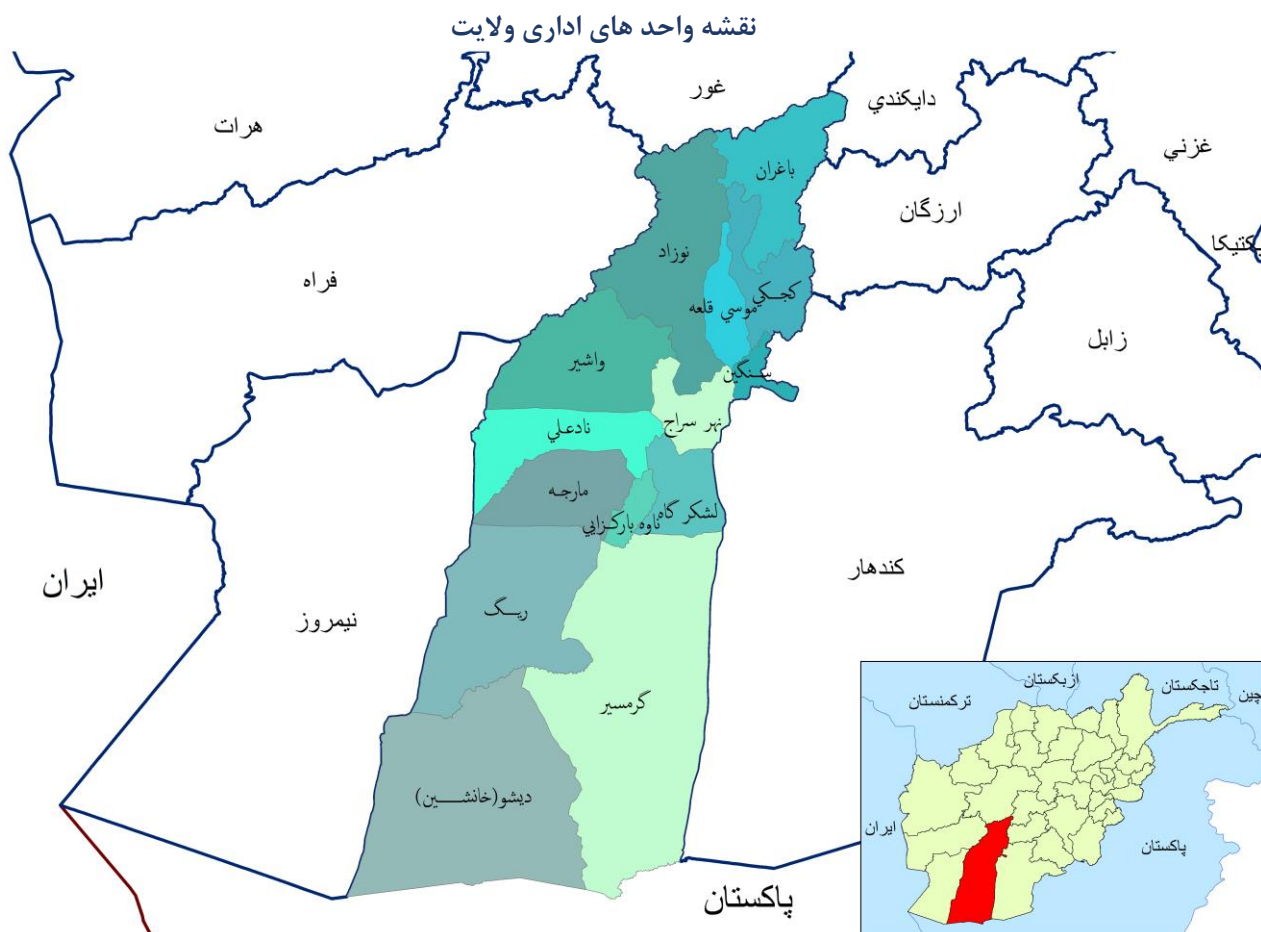 نقشه واحد های اداری ولایت
غور
دایکندي
هرات
غزني
باغران
ارزگان
پکتیکا
نوزاد
فراه
کجکي
موسي قلعه
زابل
واشیر
سنگین
نهر سراج
نادعلي
مارجه
لشکر گاه
ناوه بارکزایي
کندهار
ایران
ریگ
نیمروز
گرمسیر
دیشو(خانشین)
پاکستان
ازبکستان
تاجکستان
چین
ترکمنستان
ایران
پاکستان